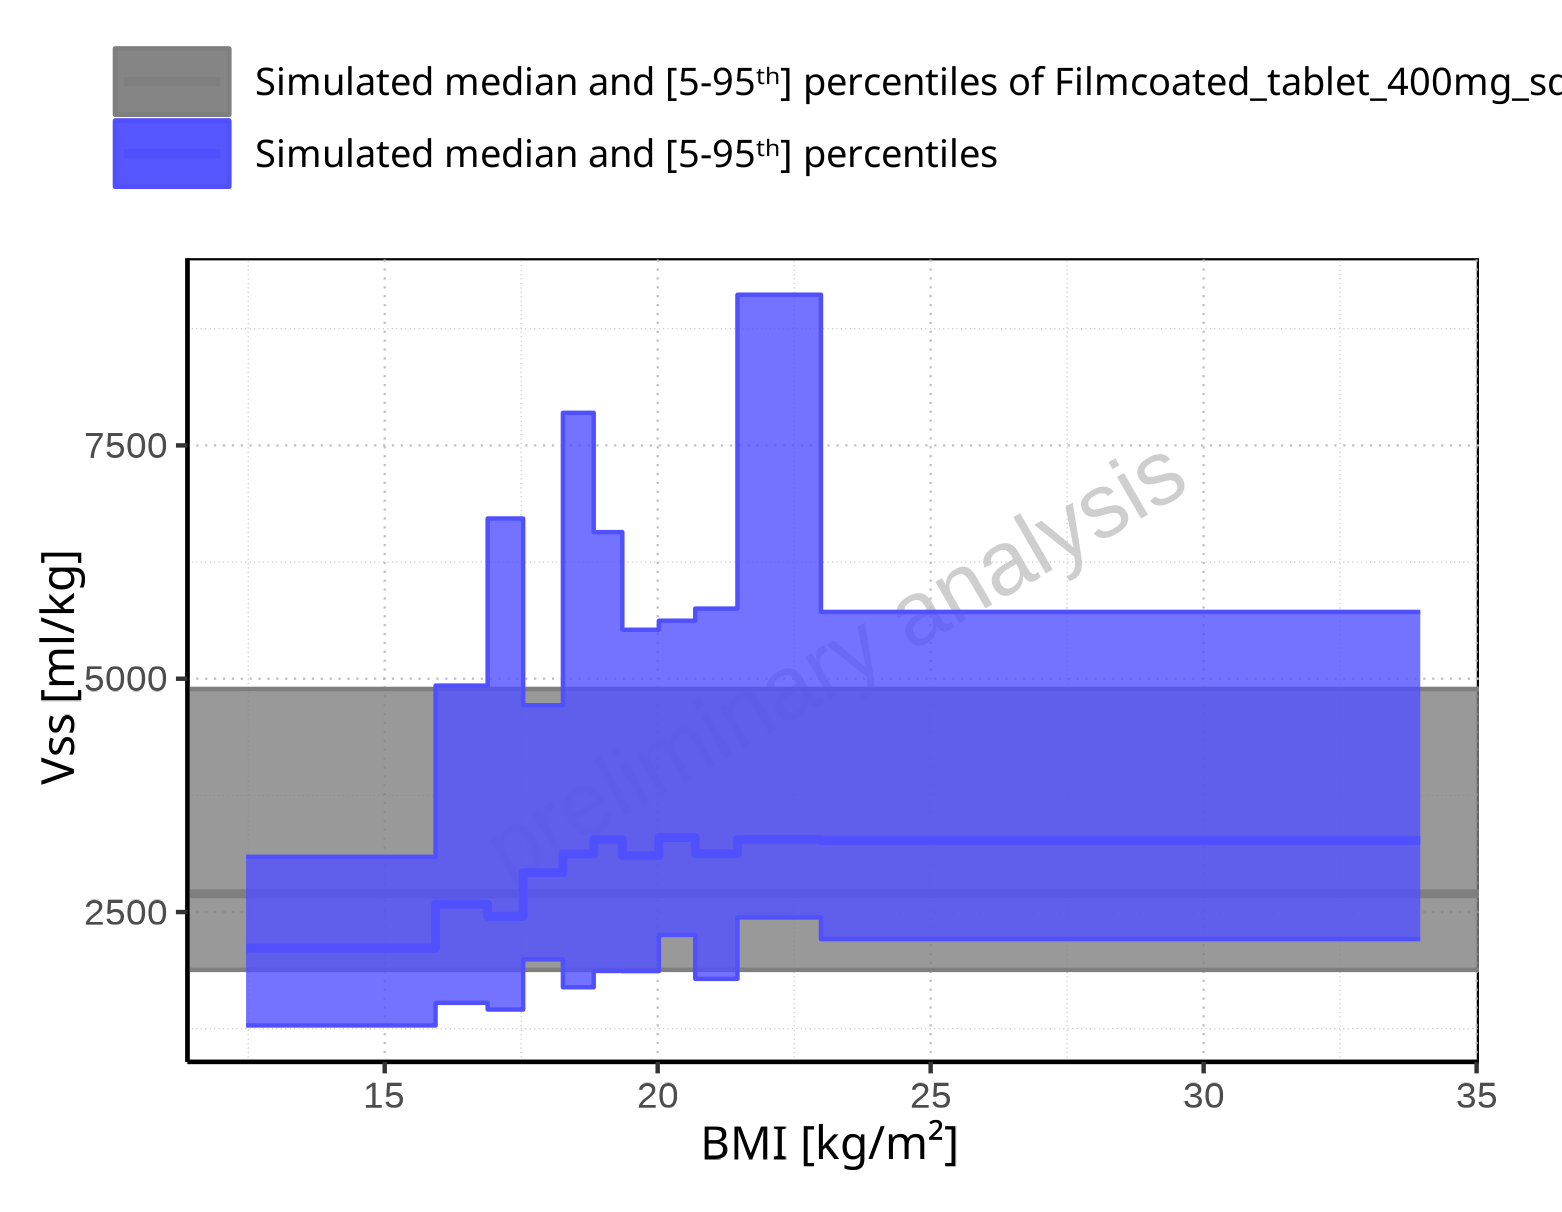 Simulated median and [5-95ᵗʰ] percentiles of Filmcoated_tablet_400mg_sd
Simulated median and [5-95ᵗʰ] percentiles
7500
5000
2500
Vss [ml/kg]
preliminary analysis
15 20 25 30 35
BMI [kg/m²]